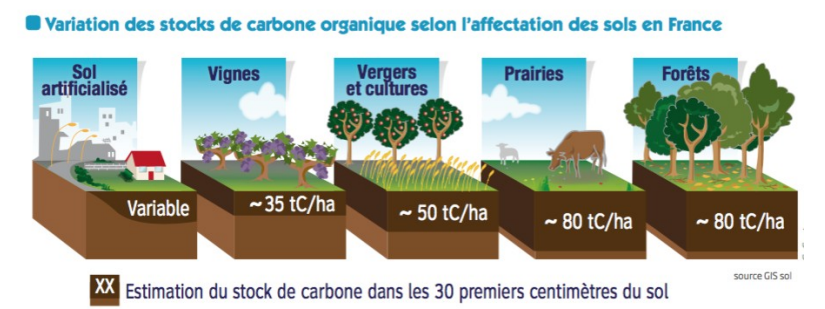 Variation des stocks de carbone organique selon l'affectation des sols en France
Sol
artificialisé
Vignes
Vergers
et cultures
Prairies
Forêts
Variable
~ 35 tC/ha
~ 50 tC/ha
~ 80 tC/ha
~ 80 tC/ha
source GIS sol
XX Estimation du stock de carbone dans les 30 premiers centimètres du sol